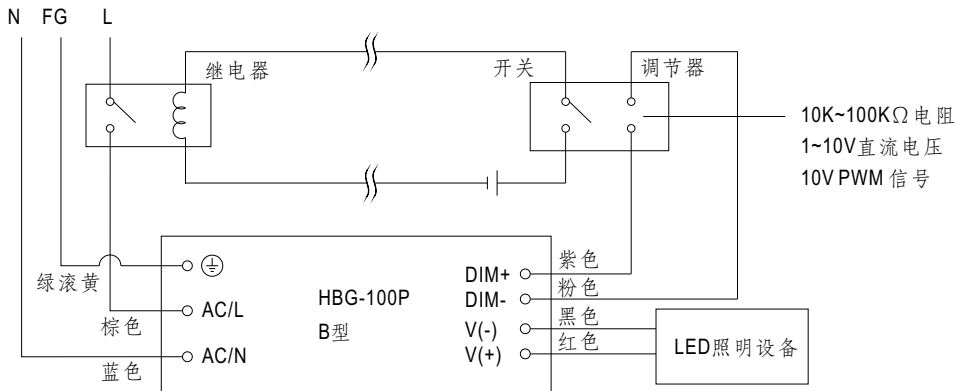 N FG L
继电器
开关
调节器
10K~100KΩ电阻
1~10V直流电压
10V PWM 信号
绿滚黄
棕色
蓝色
AC/L
AC/N
HBG-100P
B型
DIM+
DIM-
V(-)
V(+)
紫色
粉色
黑色
红色
LED照明设备